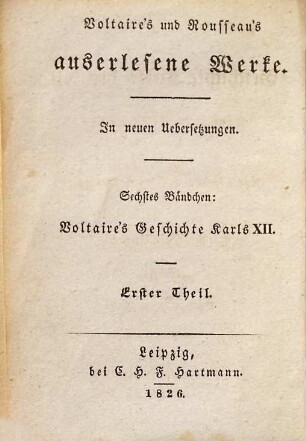 Voltaire's und Rousseau's
auserlesene Werke.
In neuen Uebersetzungen.
Sechstes Bändchen:
Voltaire's Geschichte Karls XII.
Erster Theil.
Leipzig,
bei C. H. F. Hartmann.
1826.